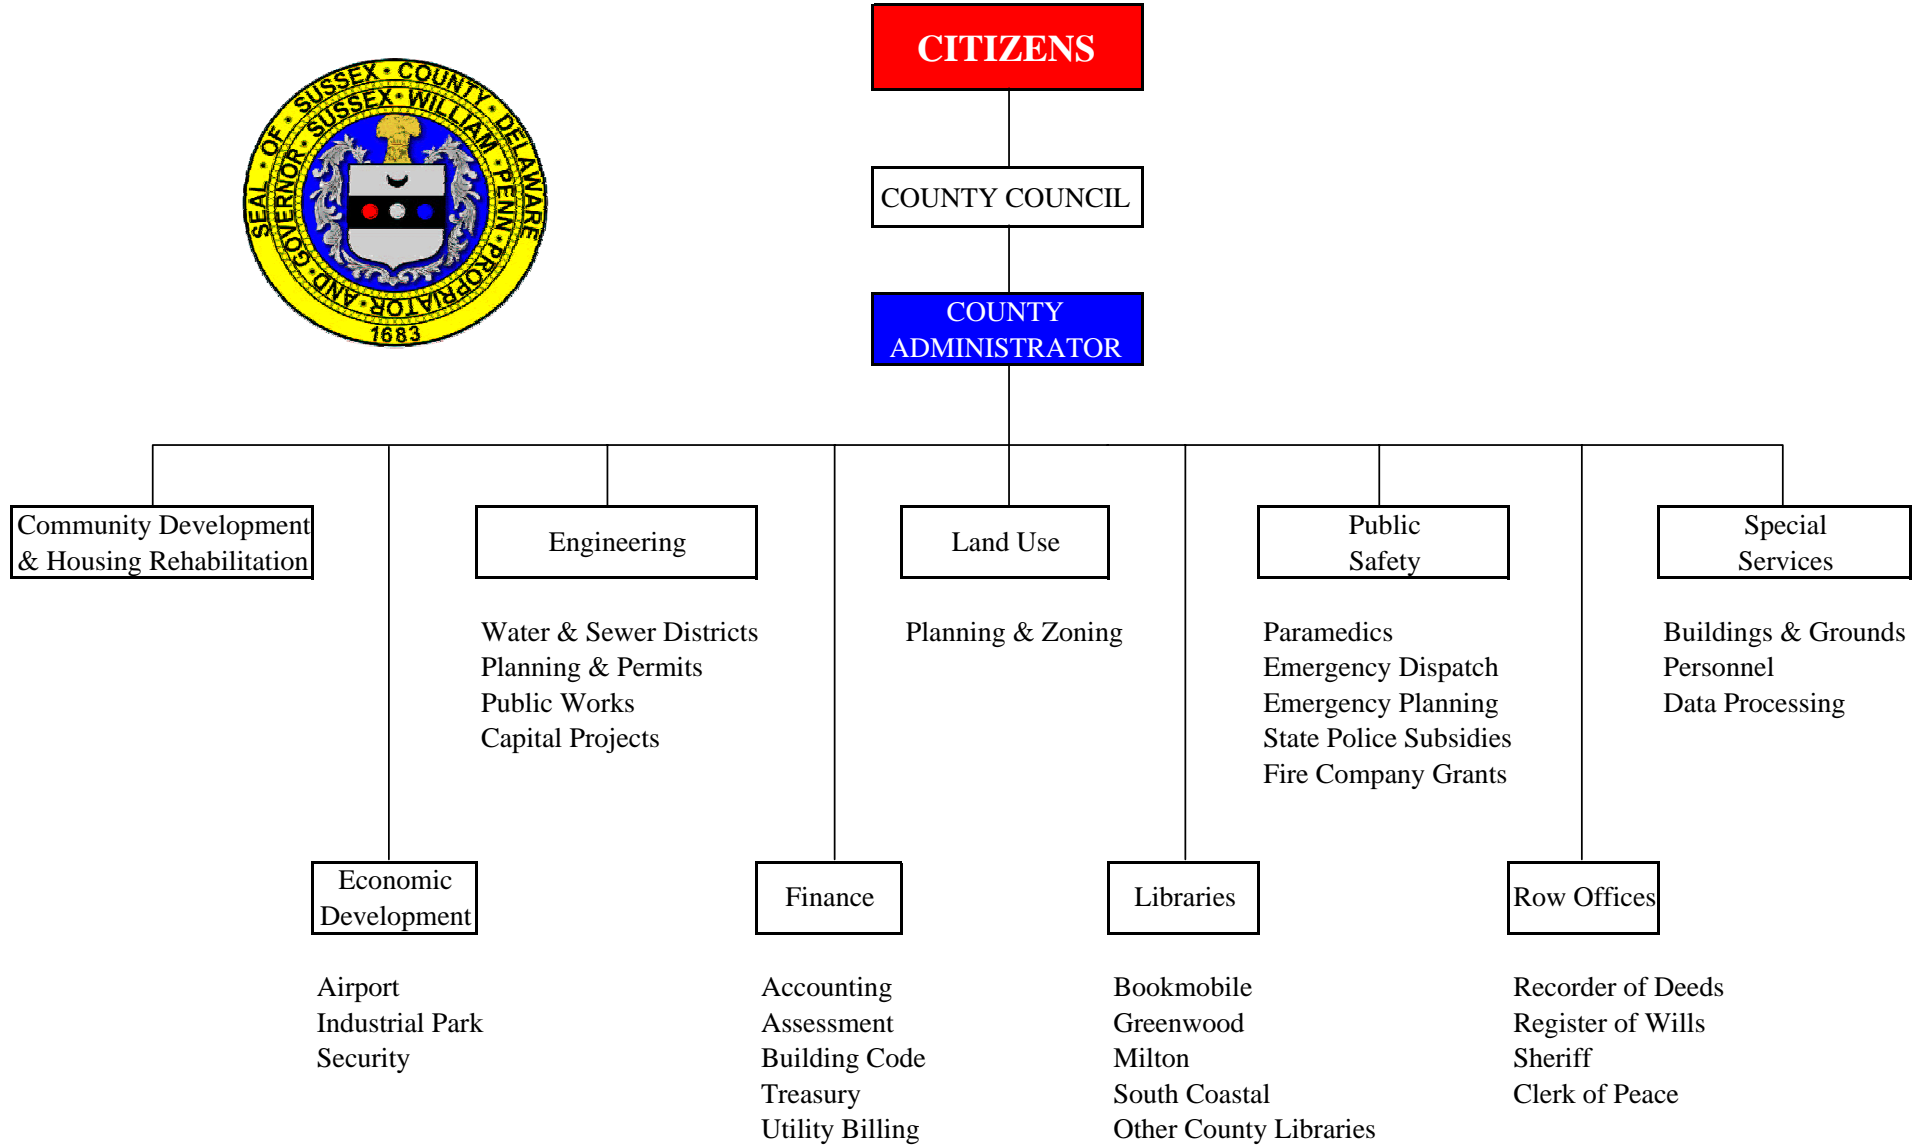 CITIZENS
SEAL · OF · SUSSEX · COUNTY · DELAWARE
GOVERNOR · SUSSEX · WILLIAM · PENN · PROPRIATOR · AND ·
1683
COUNTY COUNCIL
COUNTY
ADMINISTRATOR
Community Development
& Housing Rehabilitation
Engineering
Land Use
Public
Safety
Special
Services
Water & Sewer Districts
Planning & Permits
Public Works
Capital Projects
Planning & Zoning
Paramedics
Emergency Dispatch
Emergency Planning
State Police Subsidies
Fire Company Grants
Buildings & Grounds
Personnel
Data Processing
Economic
Development
Finance
Libraries
Row Offices
Airport
Industrial Park
Security
Accounting
Assessment
Building Code
Treasury
Utility Billing
Bookmobile
Greenwood
Milton
South Coastal
Other County Libraries
Recorder of Deeds
Register of Wills
Sheriff
Clerk of Peace